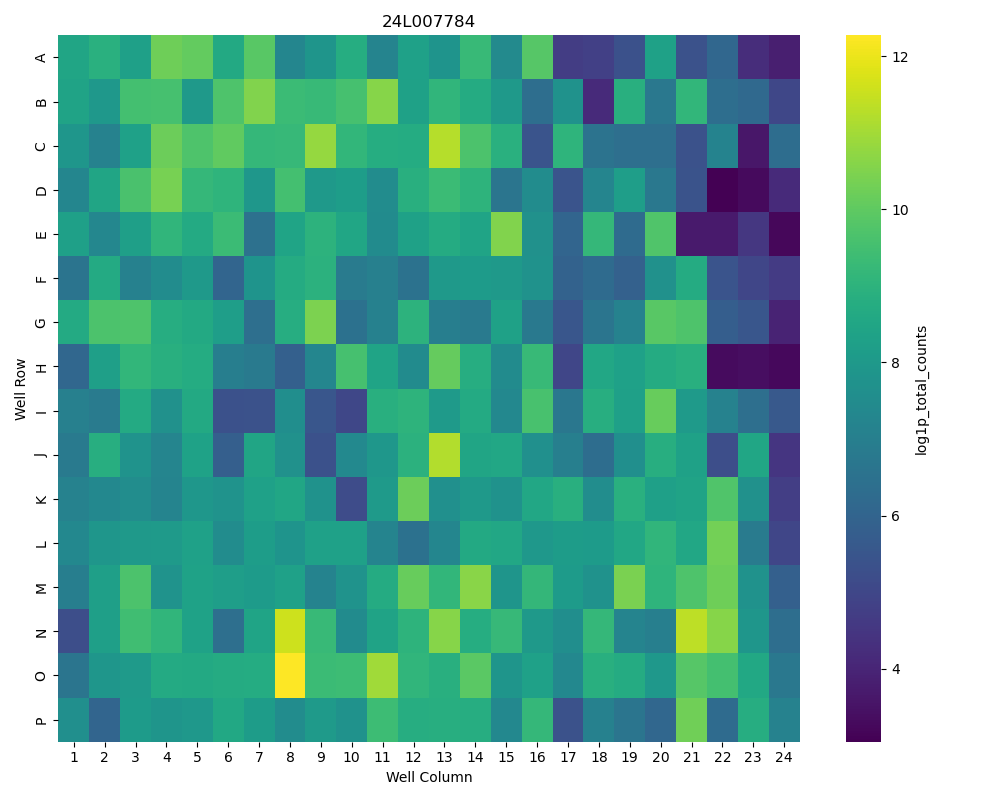 24L007784
A
B
C
D
E
F
G
H
I
J
K
L
M
N
O
P
Well Row
1 2 3 4 5 6 7 8 9 10 11 12 13 14 15 16 17 18 19 20 21 22 23 24
Well Column
12
10
8
6
4
log1p_total_counts